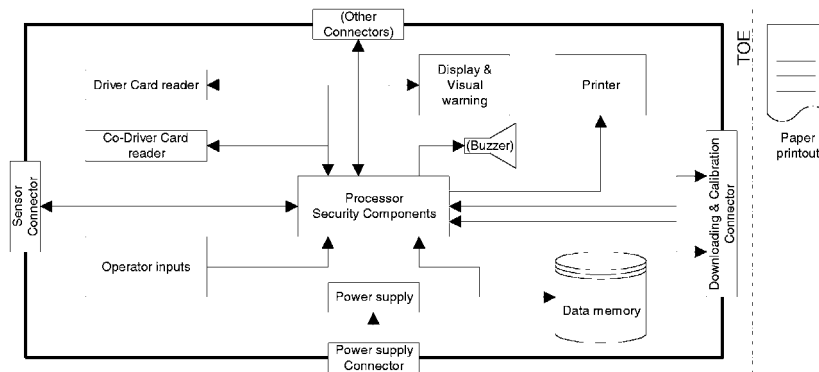 (Other
Connectors)
TOE
Driver Card reader
Display &
Visual
warning
Printer
Co-Driver Card
reader
(Buzzer)
Paper
printout
Sensor
Connector
Processor
Security Components
Downloading & Calibration
Connector
Operator inputs
Power supply
Data memory
Power supply
Connector